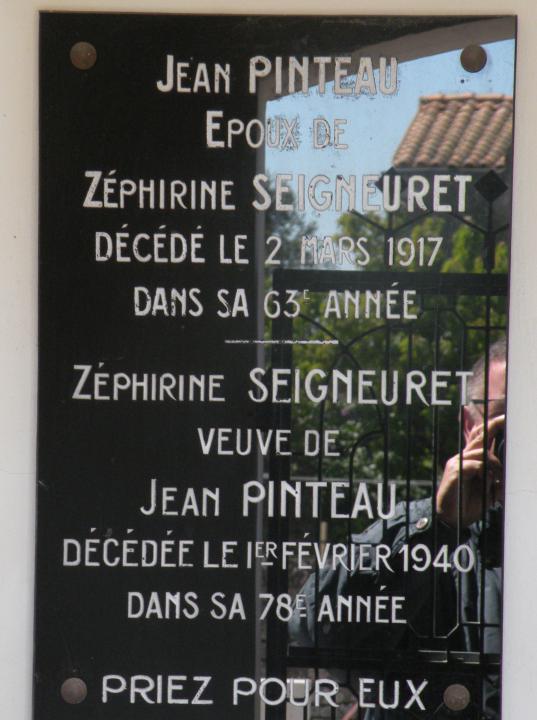 JEAN PINTEAU
EPOUX DE
ZÉPHIRINE SEIGNEURET
DÉCÉDÉ LE 2 MARS 1917
DANS SA 63E ANNÉE
ZÉPHIRINE SEIGNEURET
VEUVE DE
JEAN PINTEAU
DÉCÉDÉE LE 1ER FÉVRIER 1940
DANS SA 78E ANNÉE
PRIEZ POUR EUX